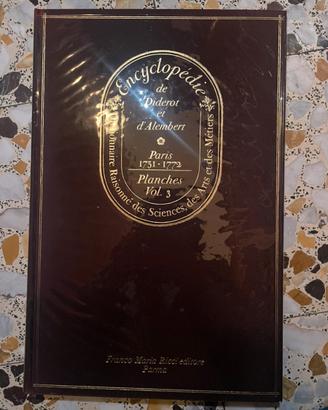 Encyclopédie
de
Diderot
et
d'Alembert
Paris
1751-1772
Planches
Vol. 3
Dictionnaire Raisonné des Sciences, des Arts et des Métiers
Franco Maria Ricci editore
Parma